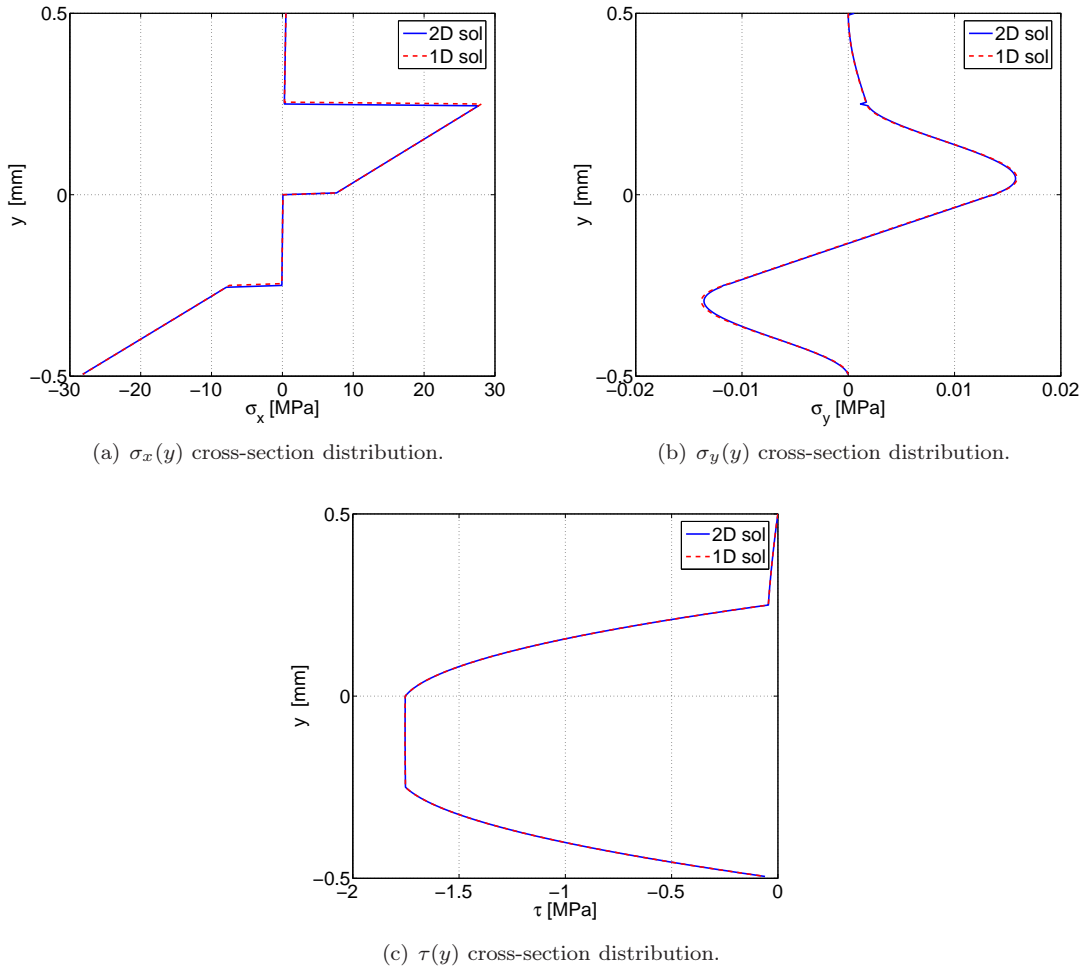 0.5
2D sol
1D sol
y [mm]
0
−0.5
−30 −20 −10 0 10 20 30
σx [MPa]
(a) σx(y) cross-section distribution.
0.5
2D sol
1D sol
y [mm]
0
−0.5
−0.02 −0.01 0 0.01 0.02
σy [MPa]
(b) σy(y) cross-section distribution.
0.5
2D sol
1D sol
y [mm]
0
−0.5
−2 −1.5 −1 −0.5 0
τ [MPa]
(c) τ(y) cross-section distribution.